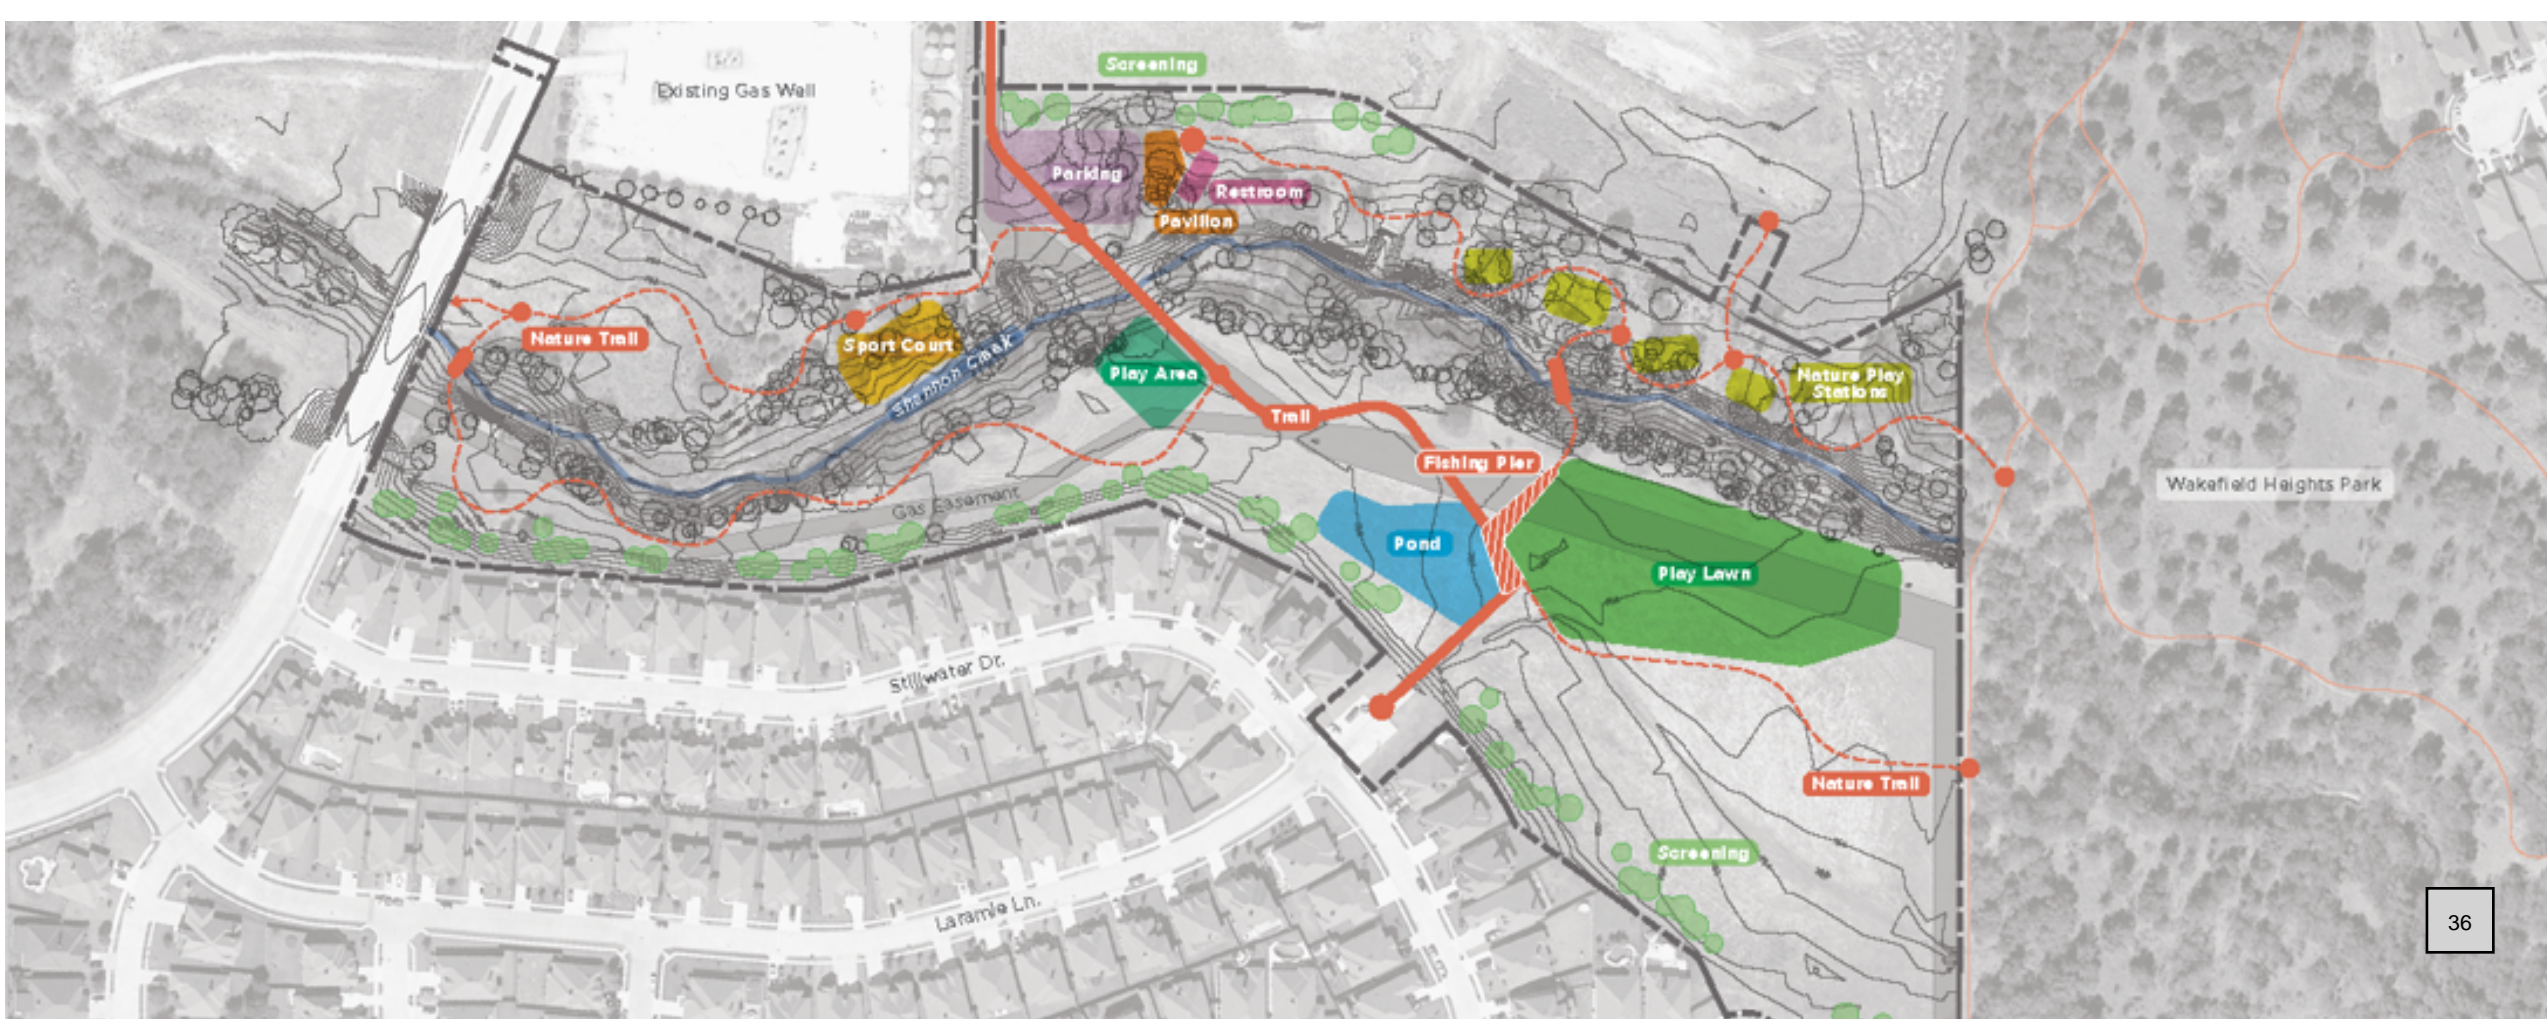 Screening
Existing Gas Well
Parking
Restroom
Pavilion
Nature Trail
Sport Court
Shannon Creek
Play Area
Nature Play
Stations
Trail
Fishing Pier
Wakefield Heights Park
Gas Easement
Pond
Play Lawn
Stillwater Dr.
Nature Trail
Screening
Laramie Ln.
36